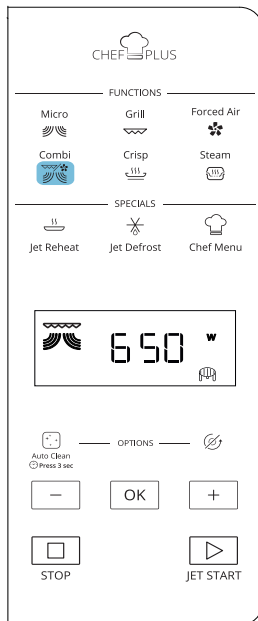 CHEF PLUS
FUNCTIONS
Micro Grill Forced Air
Combi Crisp Steam
SPECIALS
Jet Reheat Jet Defrost Chef Menu
650 W
Auto Clean
Press 3 sec
OPTIONS
− OK +
STOP JET START